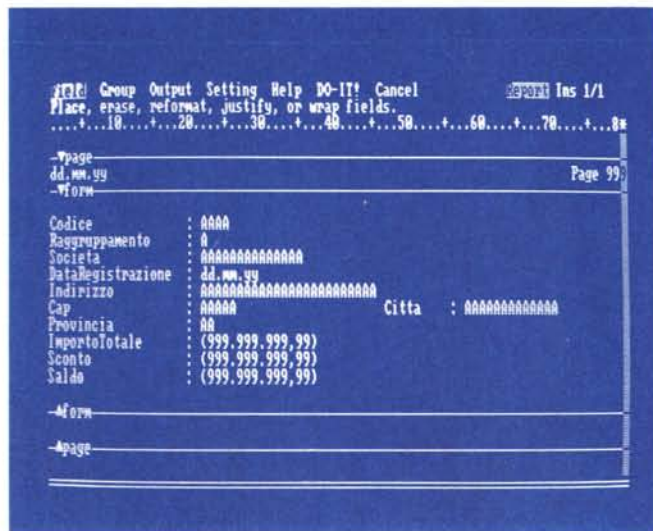 Field Group Output Setting Help DO-IT! Cancel Report Ins 1/1
Place, erase, reformat, justify, or wrap fields.
....+...10....+...20....+...30....+...40....+...50....+...60....+...70....+...8*
-▼page
dd.mm.yy Page 99
-▼form
Codice : AAAA
Raggruppamento : A
Societa : AAAAAAAAAAAAAA
DataRegistrazione : dd.mm.yy
Indirizzo : AAAAAAAAAAAAAAAAAAAAAAAA
Cap : AAAAA Citta : AAAAAAAAAAAAA
Provincia : AA
ImportoTotale : (999.999.999,99)
Sconto : (999.999.999,99)
Saldo : (999.999.999,99)
-▲form
-▲page